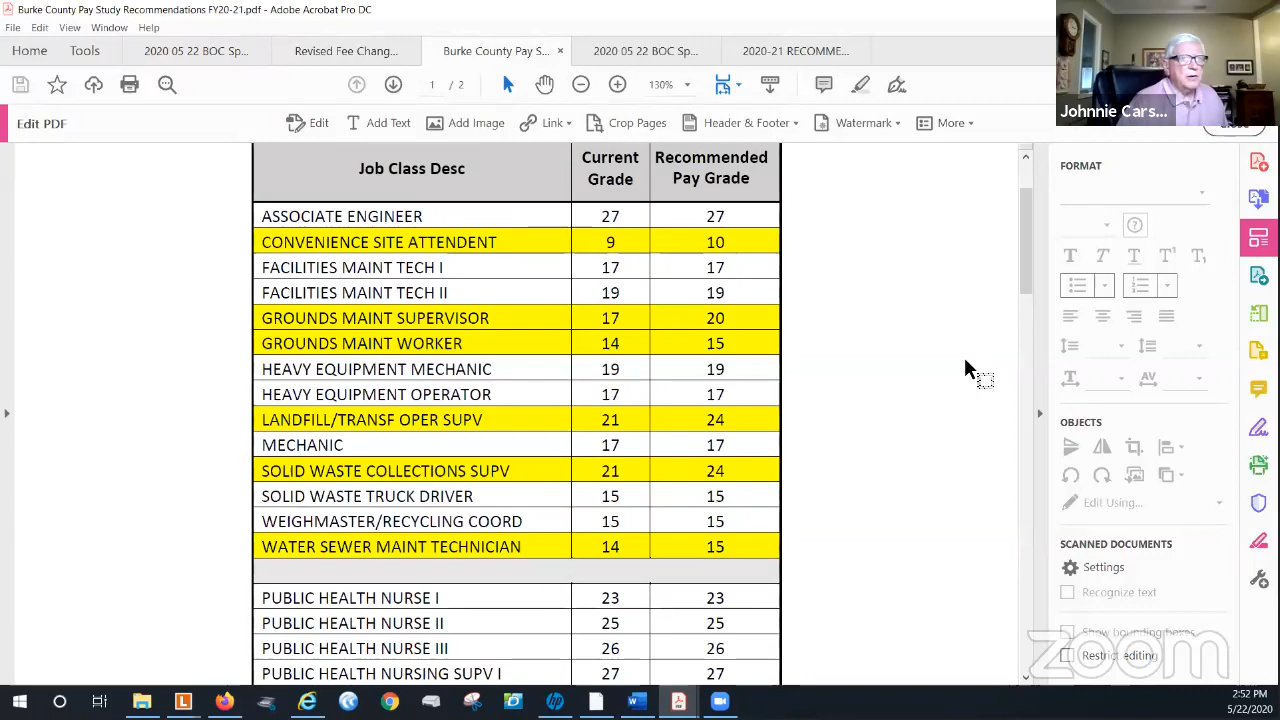 Burke County Pay Study Recommendations FY20-21.pdf - Adobe Acrobat Pro DC
File Edit View Window Help
Home Tools 2020 05 22 BOC Sp... Revised Fee Chang... Burke County Pay S... × 2020 05 22 BOC Sp... 2020-21 RECOMME...
1 / 2 130%
Edit PDF Edit T Add Image Link Crop Pages Header & Footer Watermark More
Johnnie Cars...
Close
Job Class Desc Current Grade Recommended Pay Grade
ASSOCIATE ENGINEER 27 27
CONVENIENCE SITE ATTENDENT 9 10
FACILITIES MAINT TECH I 17 17
FACILITIES MAINT TECH II 19 19
GROUNDS MAINT SUPERVISOR 17 20
GROUNDS MAINT WORKER 14 15
HEAVY EQUIPMENT MECHANIC 19 19
HEAVY EQUIPMENT OPERATOR 17 17
LANDFILL/TRANSF OPER SUPV 21 24
MECHANIC 17 17
SOLID WASTE COLLECTIONS SUPV 21 24
SOLID WASTE TRUCK DRIVER 15 15
WEIGHMASTER/RECYCLING COORD 15 15
WATER SEWER MAINT TECHNICIAN 14 15
PUBLIC HEALTH NURSE I 23 23
PUBLIC HEALTH NURSE II 25 25
PUBLIC HEALTH NURSE III 26 26
PUBLIC HEALTH NURSING SUPV I 27 27
FORMAT
T T T T¹ T₁
AV
OBJECTS
Edit Using...
SCANNED DOCUMENTS
Settings
Recognize text
Show bounding boxes
Restrict editing
zoom
2:52 PM
5/22/2020